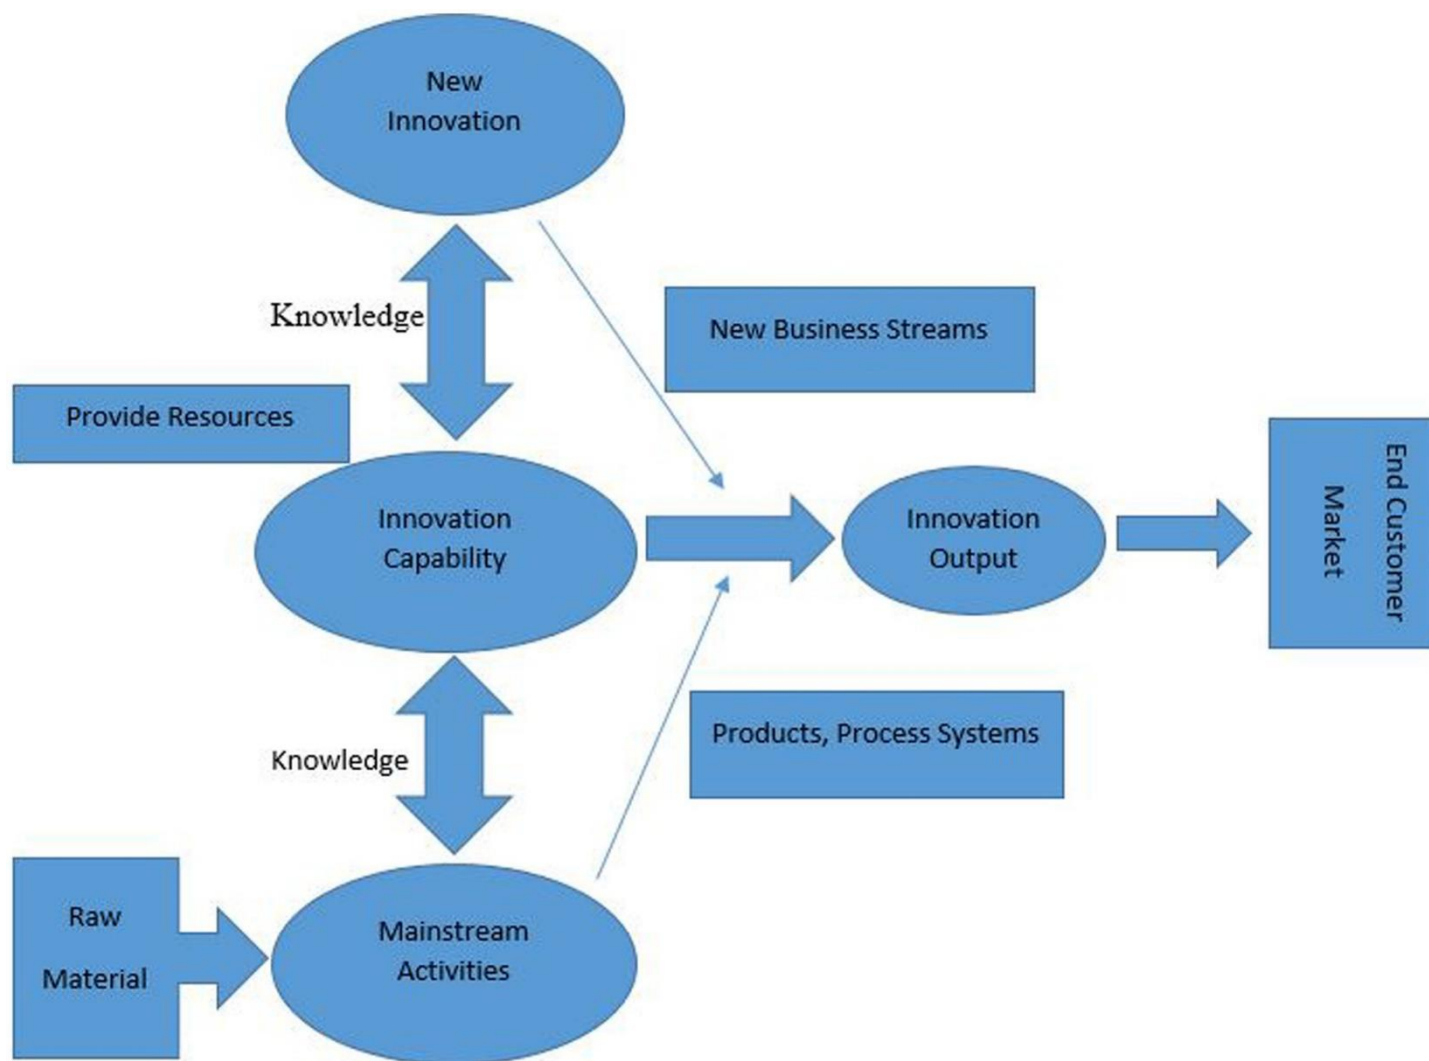 New
Innovation
Knowledge
New Business Streams
Provide Resources
Innovation
Capability
Innovation
Output
End Customer
Market
Knowledge
Products, Process Systems
Raw
Material
Mainstream
Activities